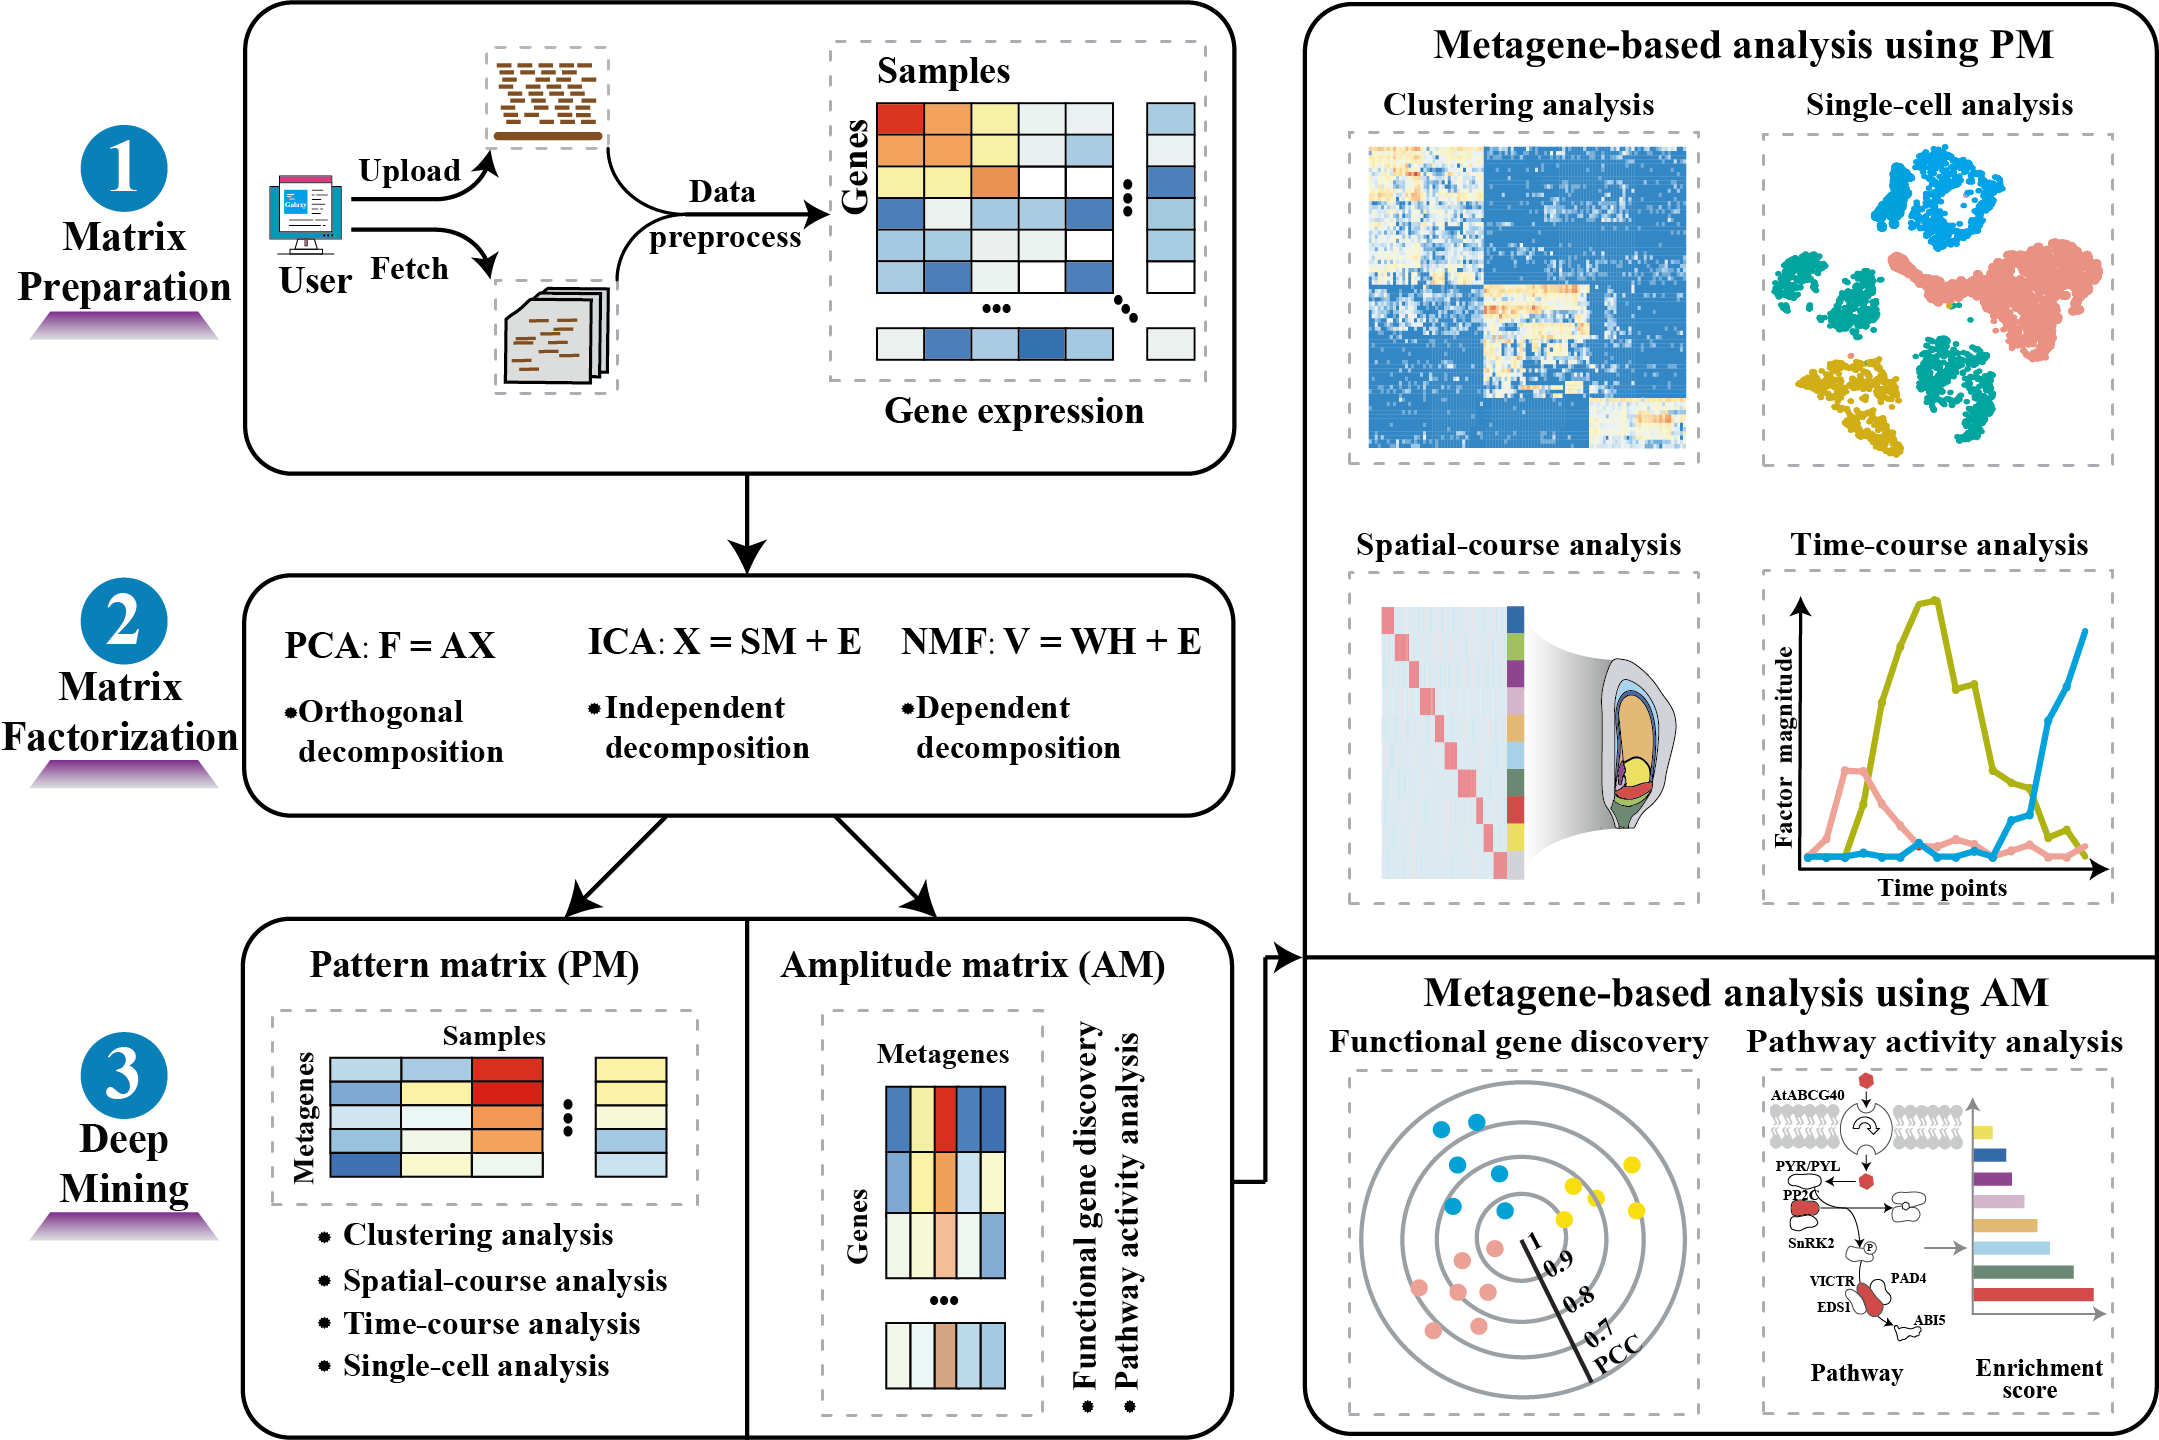 1
Matrix
Preparation
Galaxy
User
Upload
Fetch
Data
preprocess
Samples
Genes
Gene expression
2
Matrix
Factorization
PCA: F = AX
Orthogonal
decomposition
ICA: X = SM + E
Independent
decomposition
NMF: V = WH + E
Dependent
decomposition
3
Deep
Mining
Pattern matrix (PM)
Samples
Metagenes
Clustering analysis
Spatial-course analysis
Time-course analysis
Single-cell analysis
Amplitude matrix (AM)
Metagenes
Genes
Functional gene discovery
Pathway activity analysis
Metagene-based analysis using PM
Clustering analysis
Single-cell analysis
Spatial-course analysis
Time-course analysis
Factor magnitude
Time points
Metagene-based analysis using AM
Functional gene discovery
1
0.9
0.8
0.7
PCC
Pathway activity analysis
AtABCG40
PYR/PYL
PP2C
SnRK2
P
VICTR
PAD4
EDS1
ABI5
Pathway
Enrichment
score